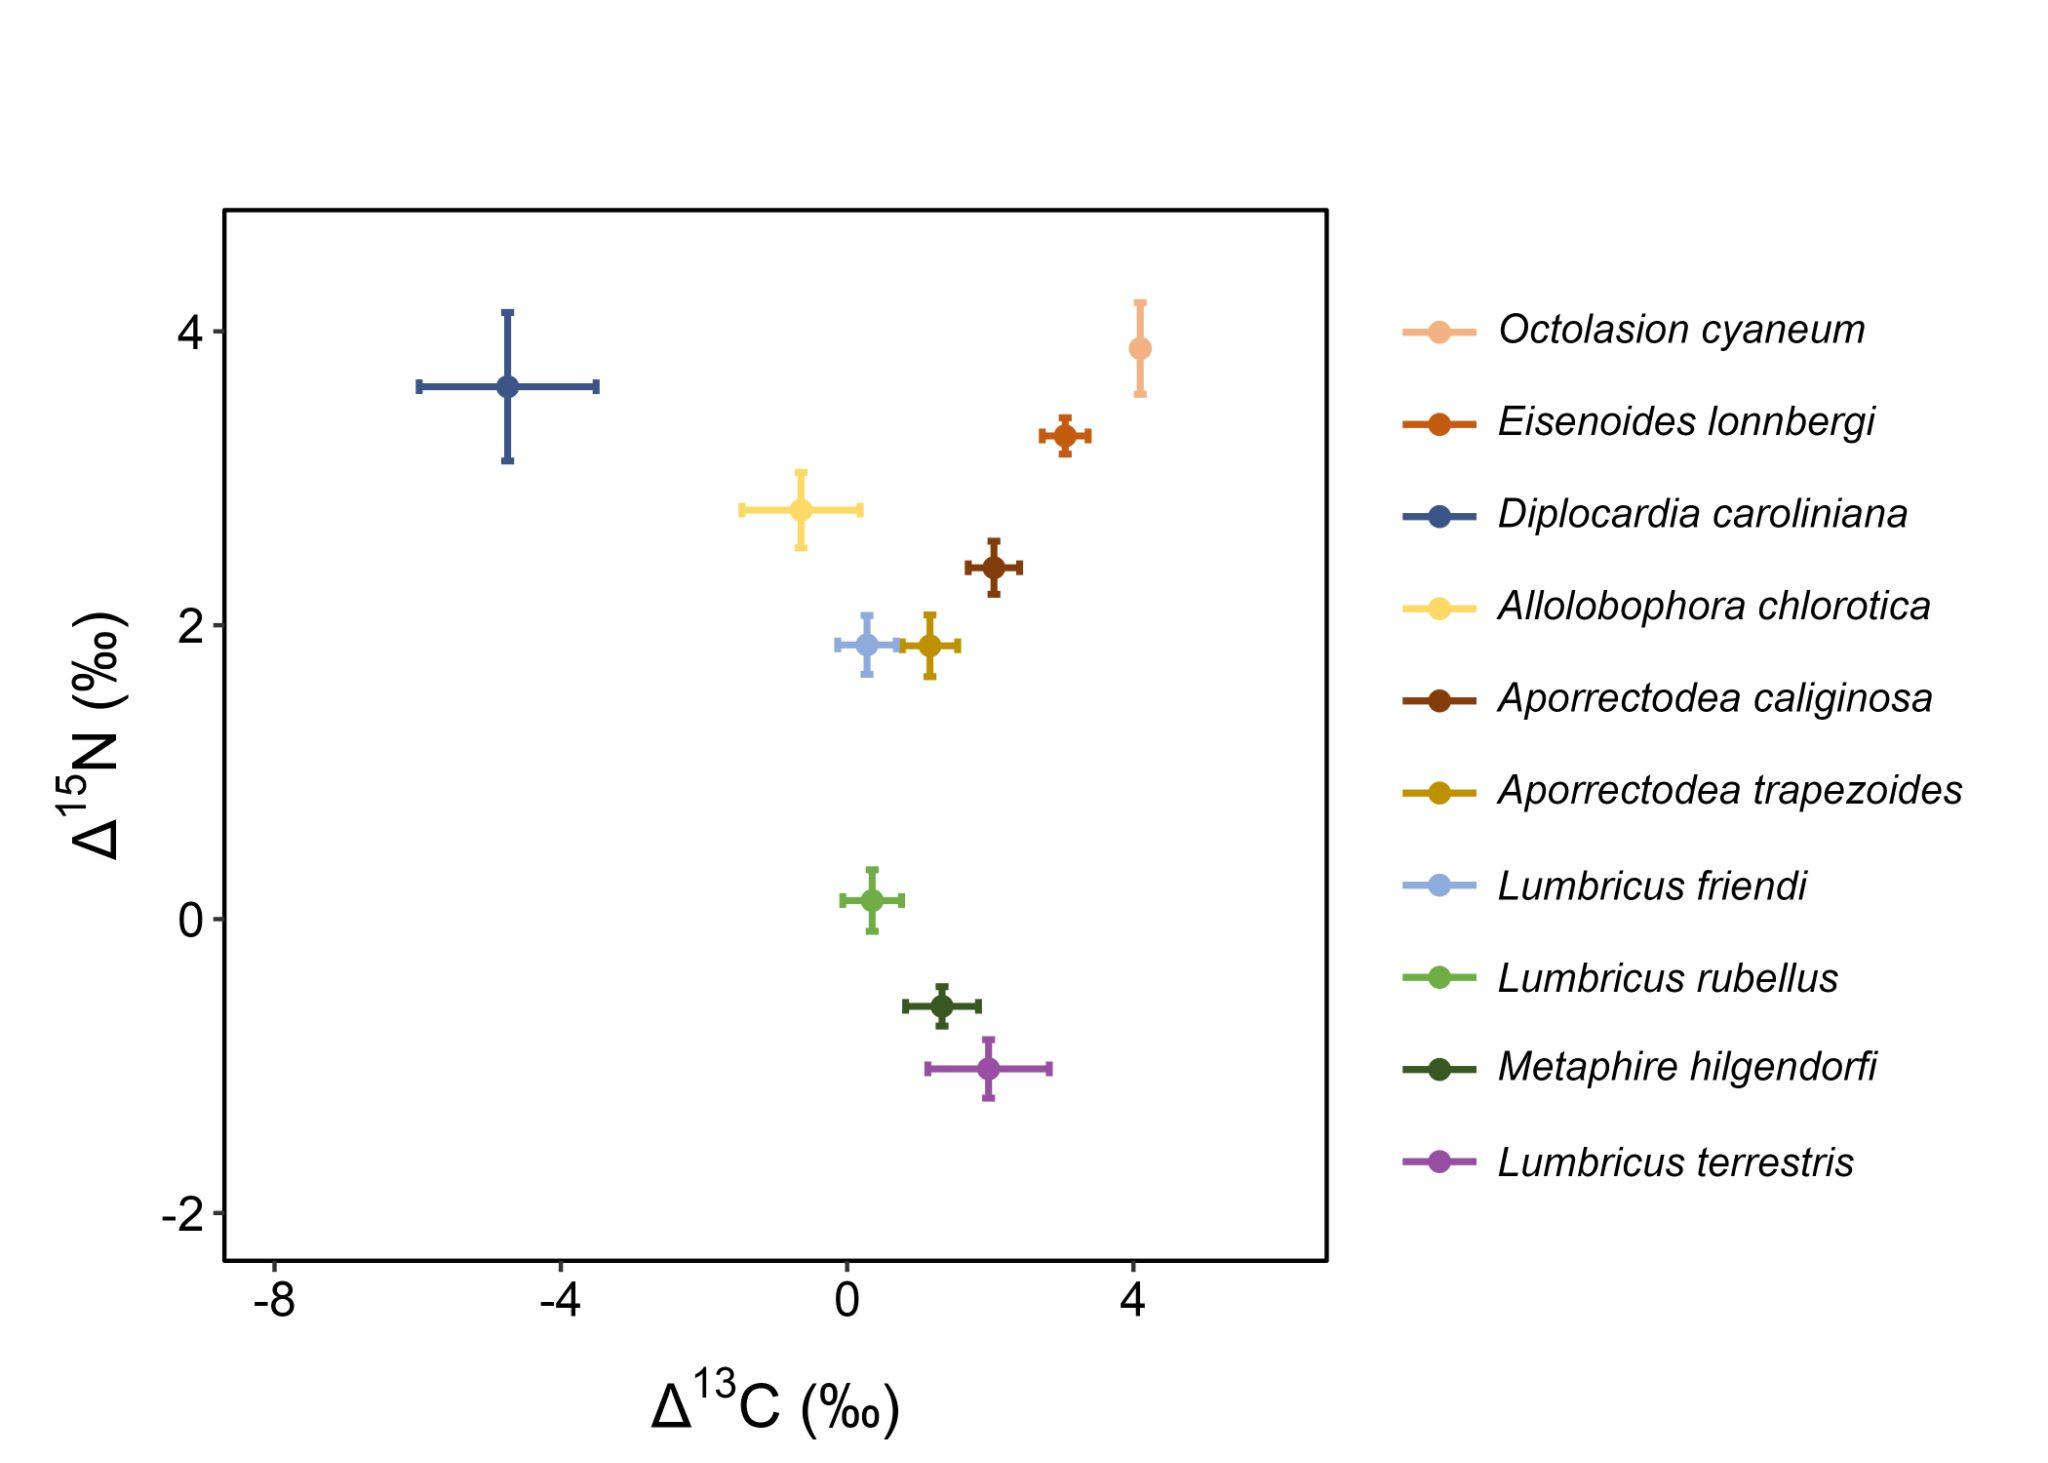 4
2
0
-2
-8 -4 0 4
Δ15N (‰)
Δ13C (‰)
Octolasion cyaneum
Eisenoides lonnbergi
Diplocardia caroliniana
Allolobophora chlorotica
Aporrectodea caliginosa
Aporrectodea trapezoides
Lumbricus friendi
Lumbricus rubellus
Metaphire hilgendorfi
Lumbricus terrestris